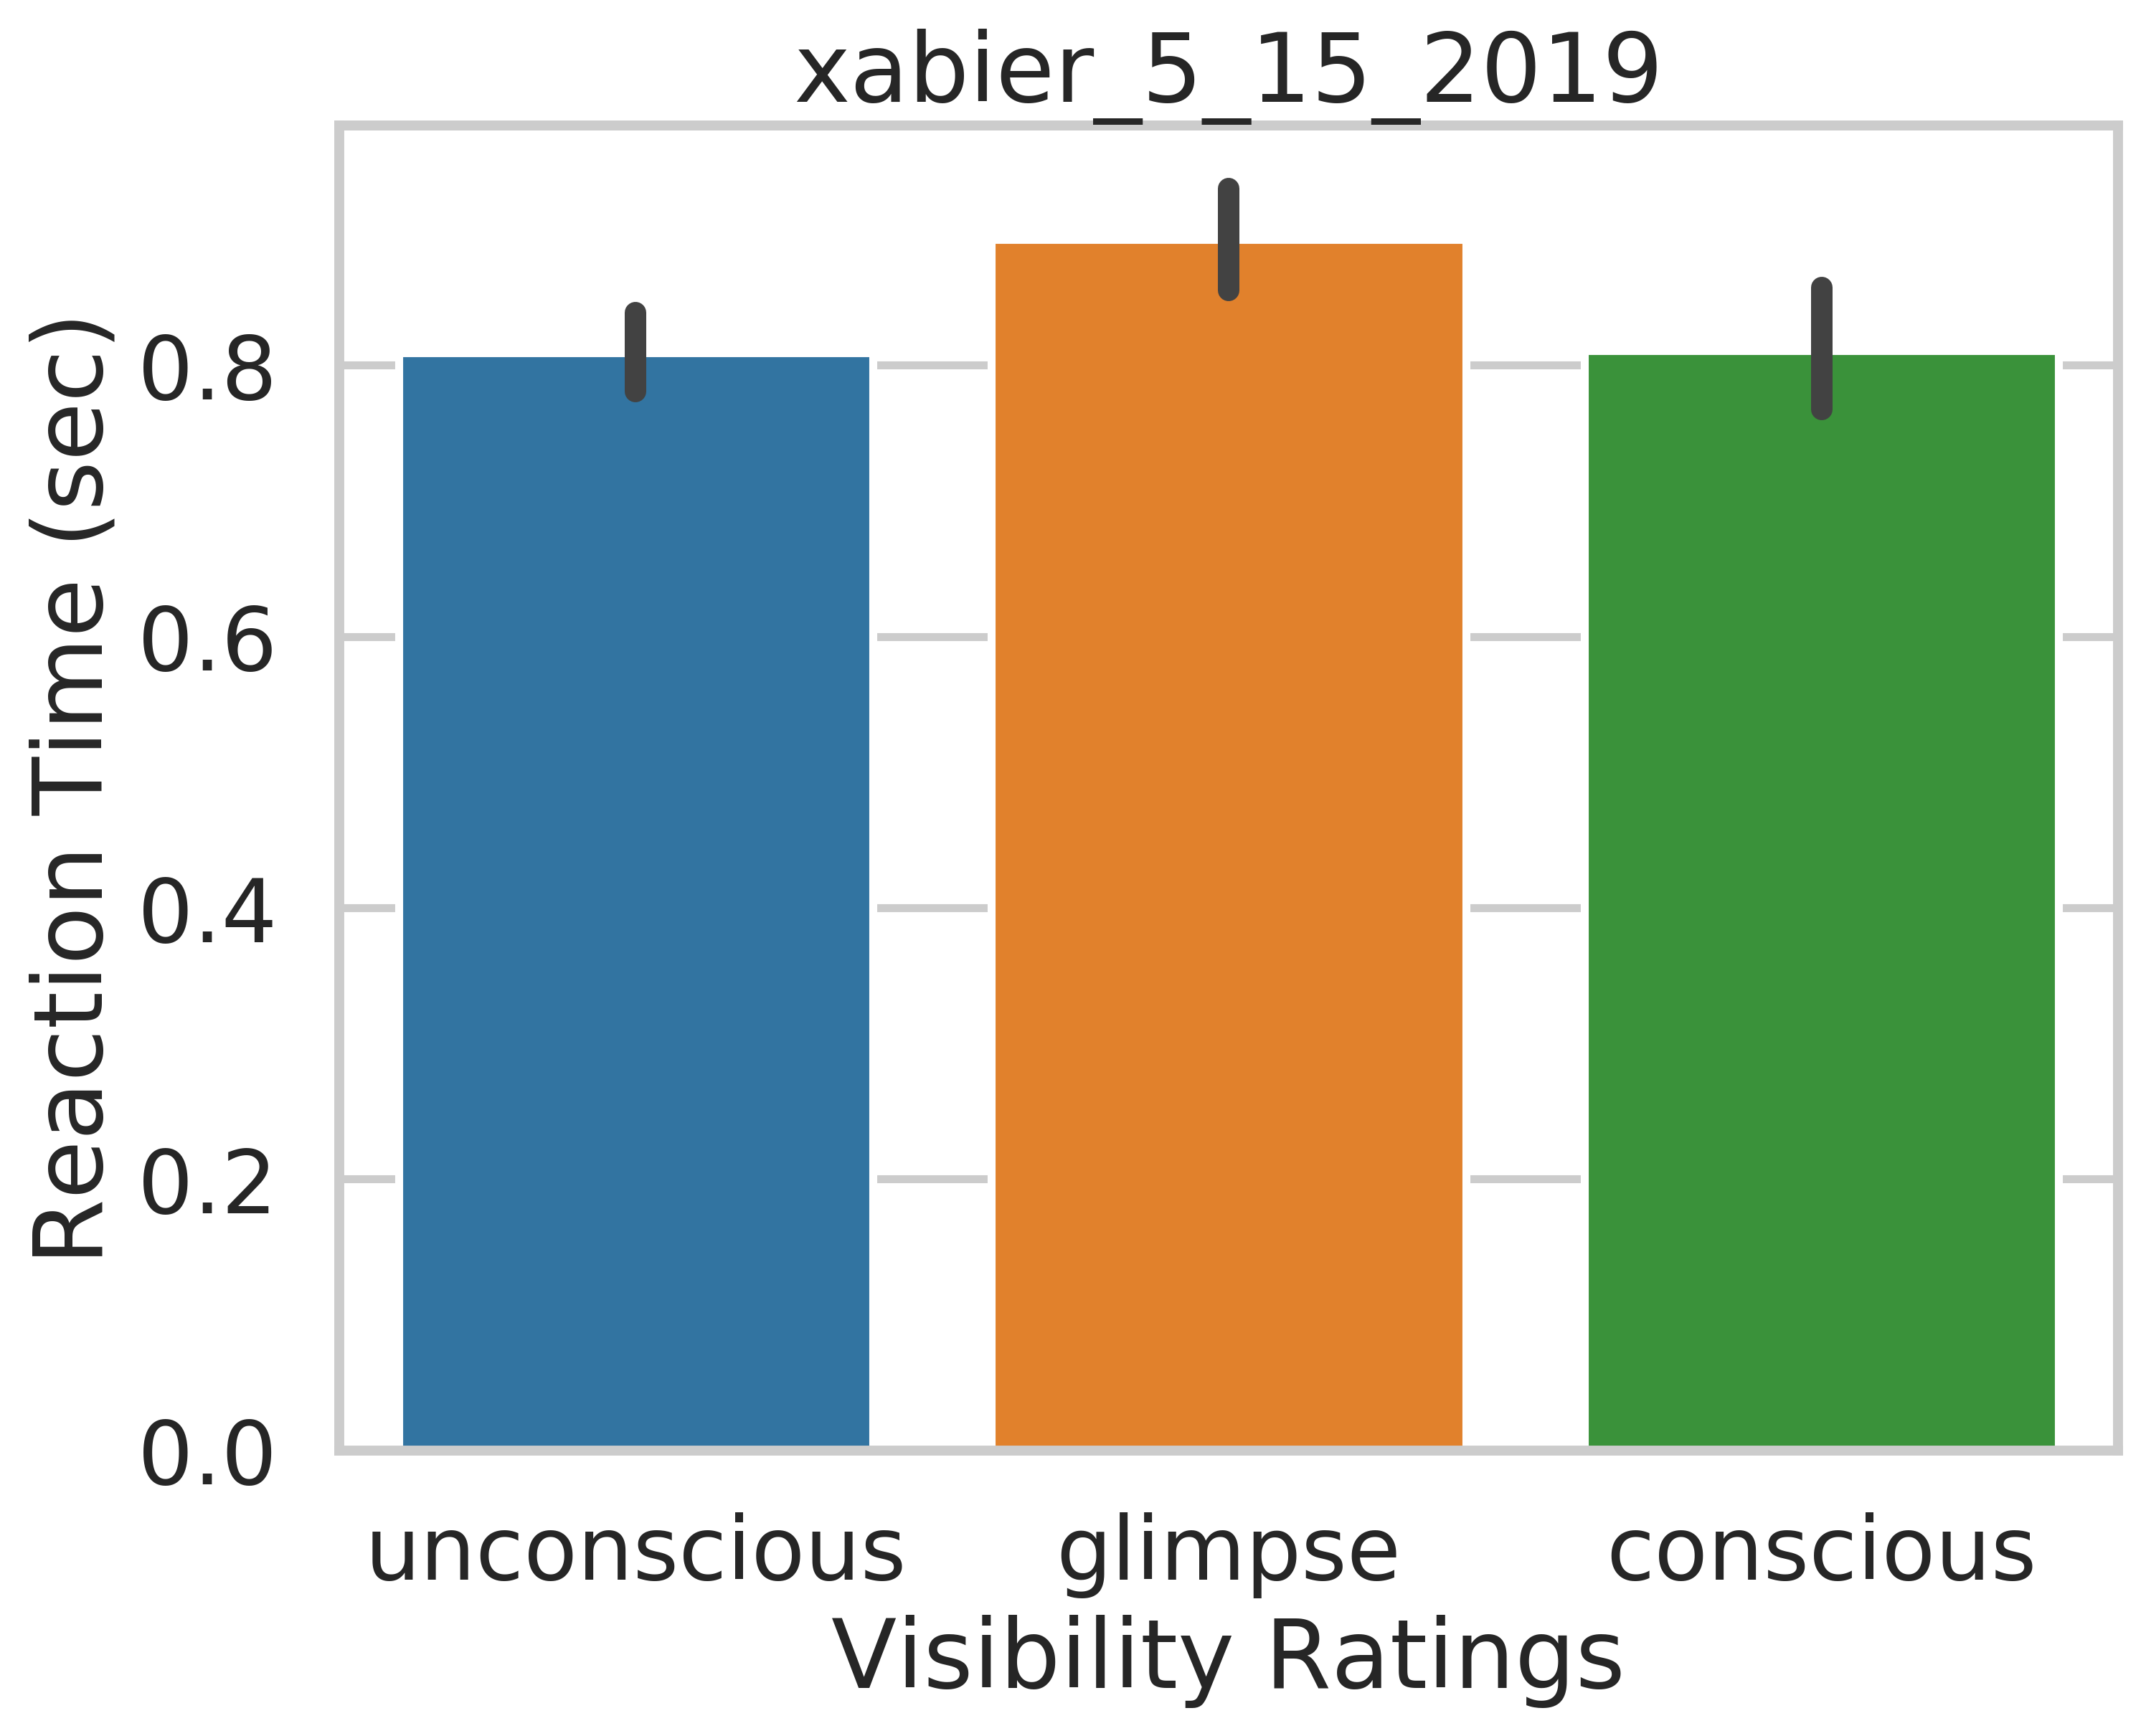 xabier_5_15_2019
Reaction Time (sec)
0.8
0.6
0.4
0.2
0.0
unconscious glimpse conscious
Visibility Ratings